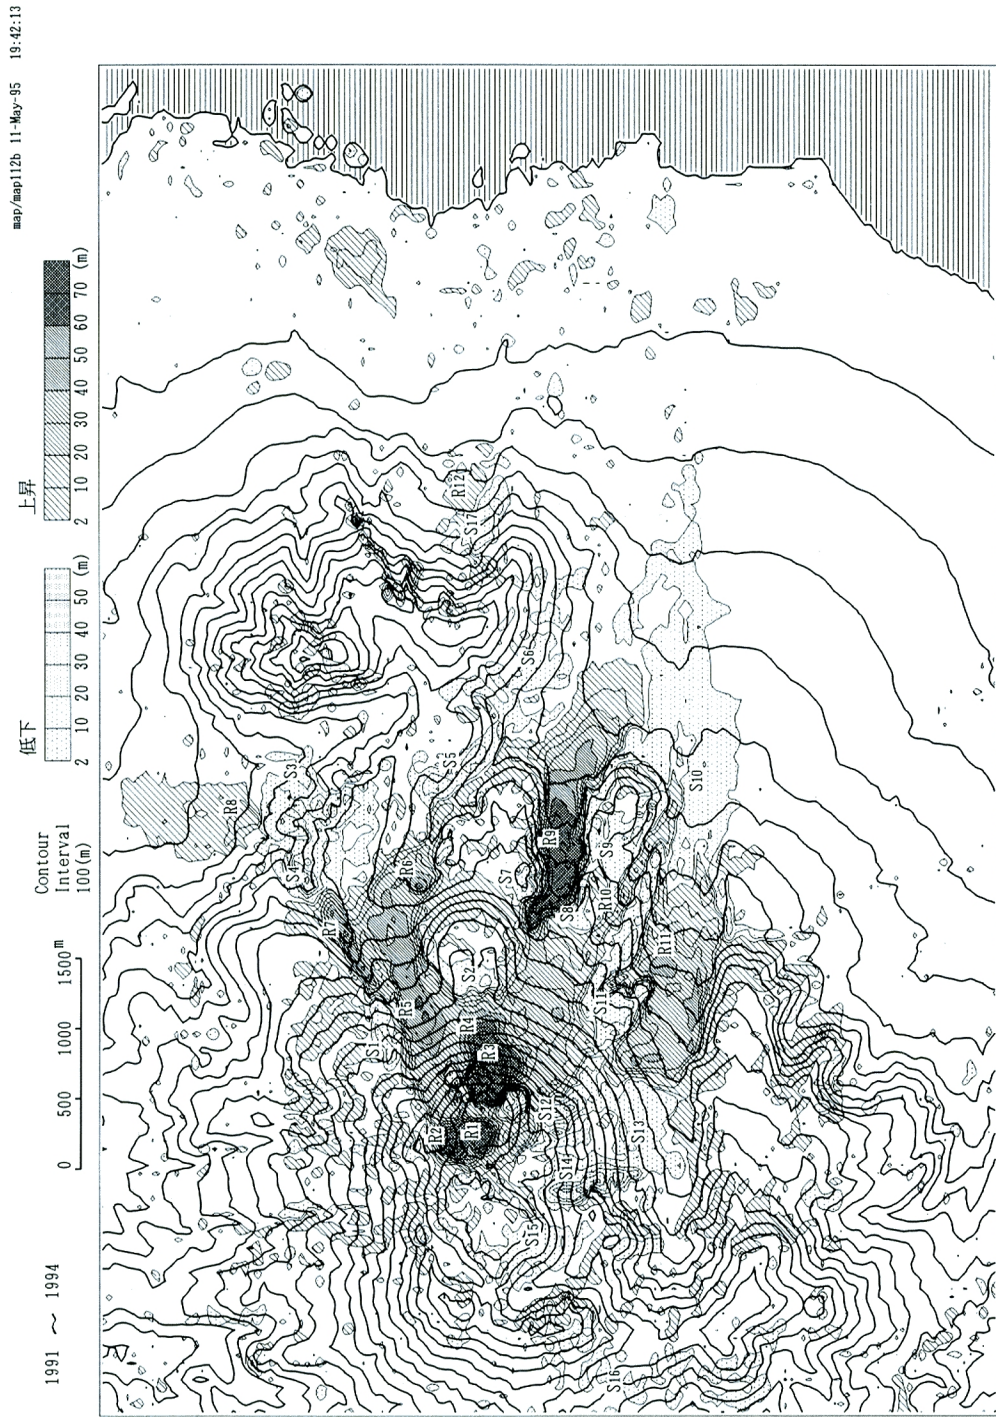 map/map112b 11-May-95 19:42:13
1991 ～ 1994
0 500 1000 1500 m
Contour
Interval
100(m)
低下
2 10 20 30 40 50 (m)
上昇
2 10 20 30 40 50 60 70 (m)
R8
S3
S4
R7
S1
R5
R6
S5
R12
S17
S6
S2
R4
R3
R2
R1
S7
R9
S8
S12
S14
S15
S9
R10
S11
R11
S10
S13
S16